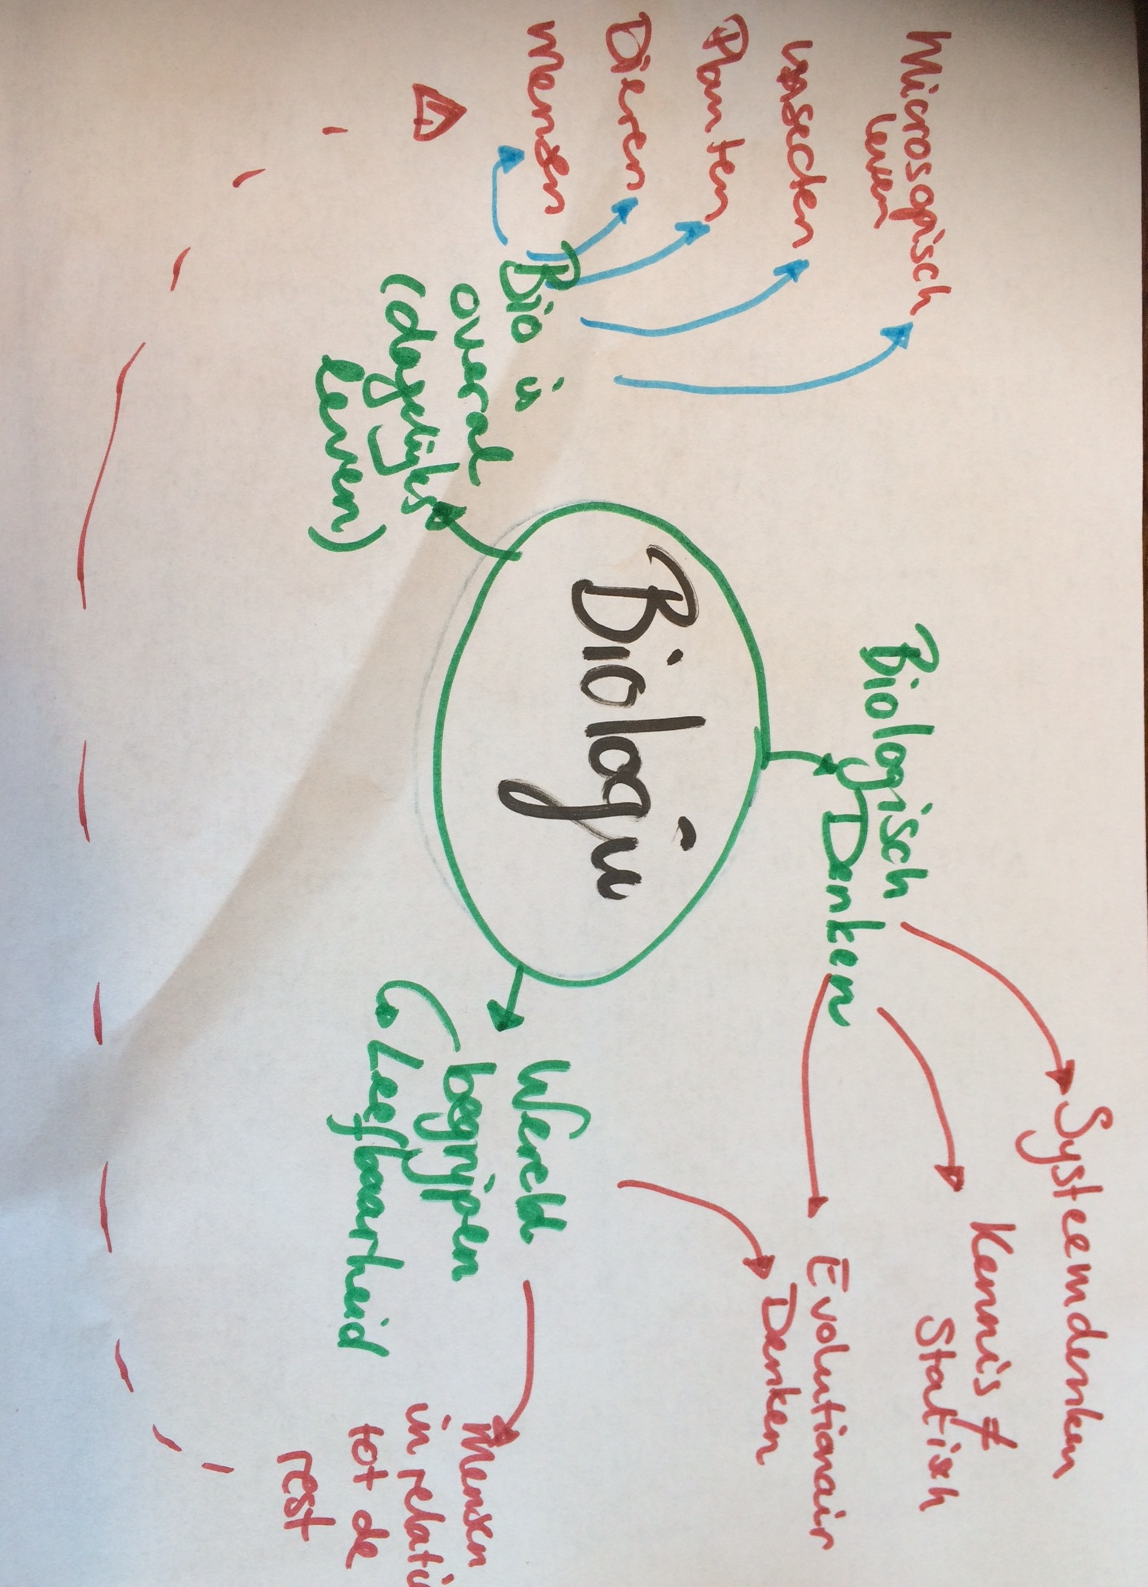 Microsopisch
leven
Insecten
Planten
Dieren
Mensen
Bio is
overal
(dagelijks
leven)
Biologie
Biologisch
Denken
Systeemdenken
Kennis ≠
Statisch
Evolutionair
Denken
Wereld
begrijpen
Leefbaarheid
Mensen
in relatie
tot de
rest